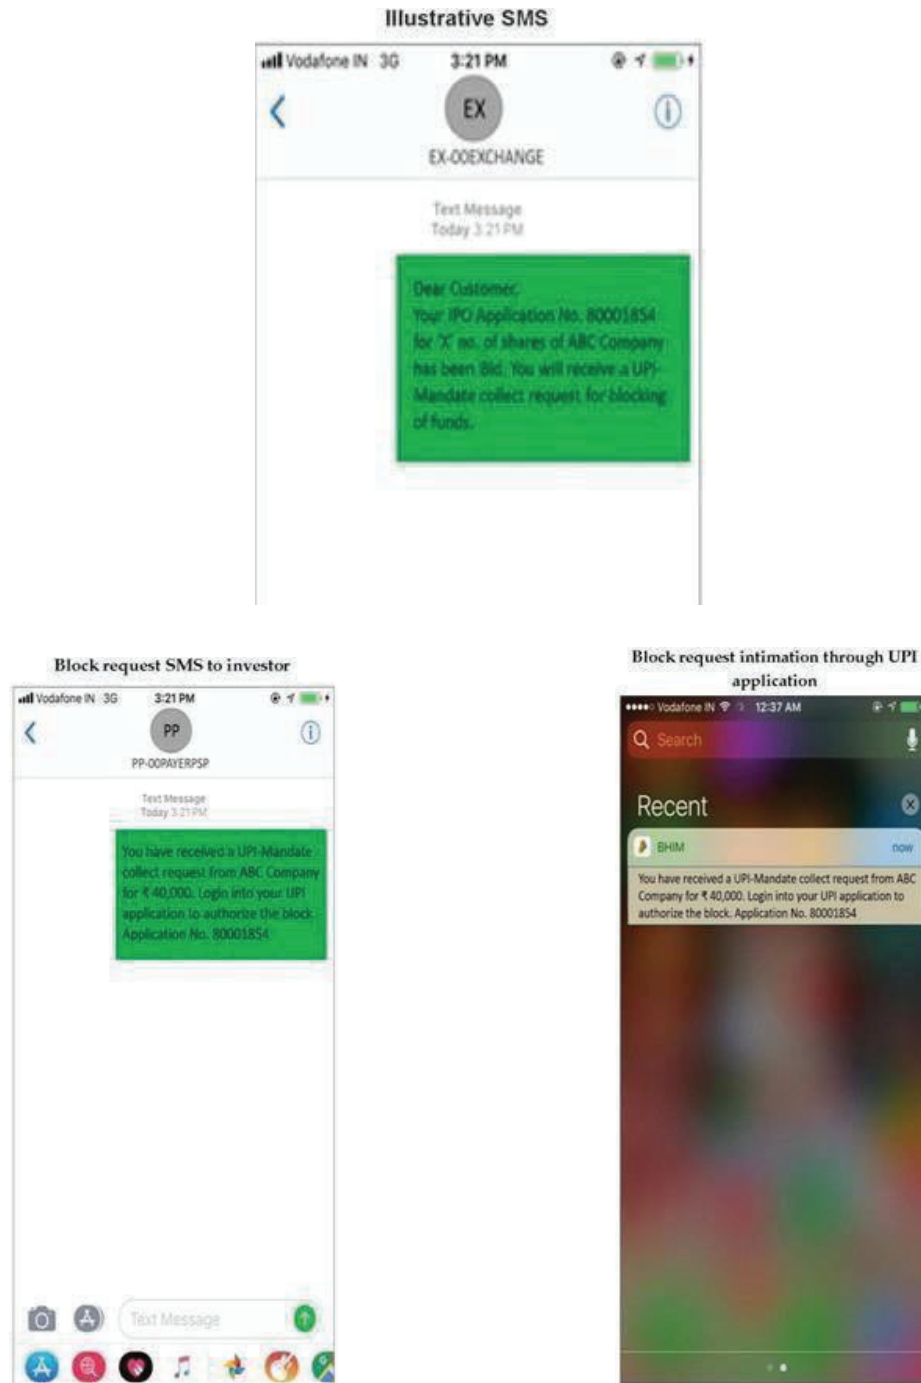 Illustrative SMS
Vodafone IN 3G 3:21 PM
EX
EX-OOEXCHANGE
Text Message
Today 3:21 PM
Dear Customer,
Your IPO Application No. 80001854
for 'X' no. of shares of ABC Company
has been Bid. You will receive a UPI-
Mandate collect request for blocking
of funds.
Block request SMS to investor
Vodafone IN 3G 3:21 PM
PP
PP-OOPAYERPSP
Text Message
Today 3:21 PM
You have received a UPI-Mandate
collect request from ABC Company
for ₹ 40,000. Login into your UPI
application to authorize the block.
Application No. 80001854
Text Message
Block request intimation through UPI
application
Vodafone IN 12:37 AM
Search
Recent
BHIM now
You have received a UPI-Mandate collect request from ABC
Company for ₹ 40,000. Login into your UPI application to
authorize the block. Application No. 80001854